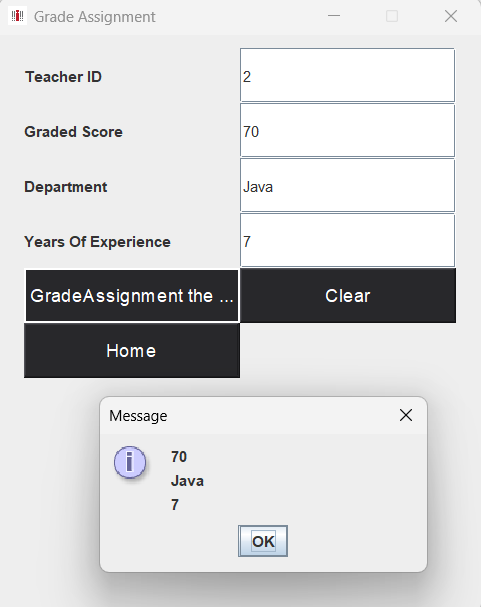 Grade Assignment
Teacher ID 2
Graded Score 70
Department Java
Years Of Experience 7
GradeAssignment the ... Clear
Home
Message
70
Java
7
OK